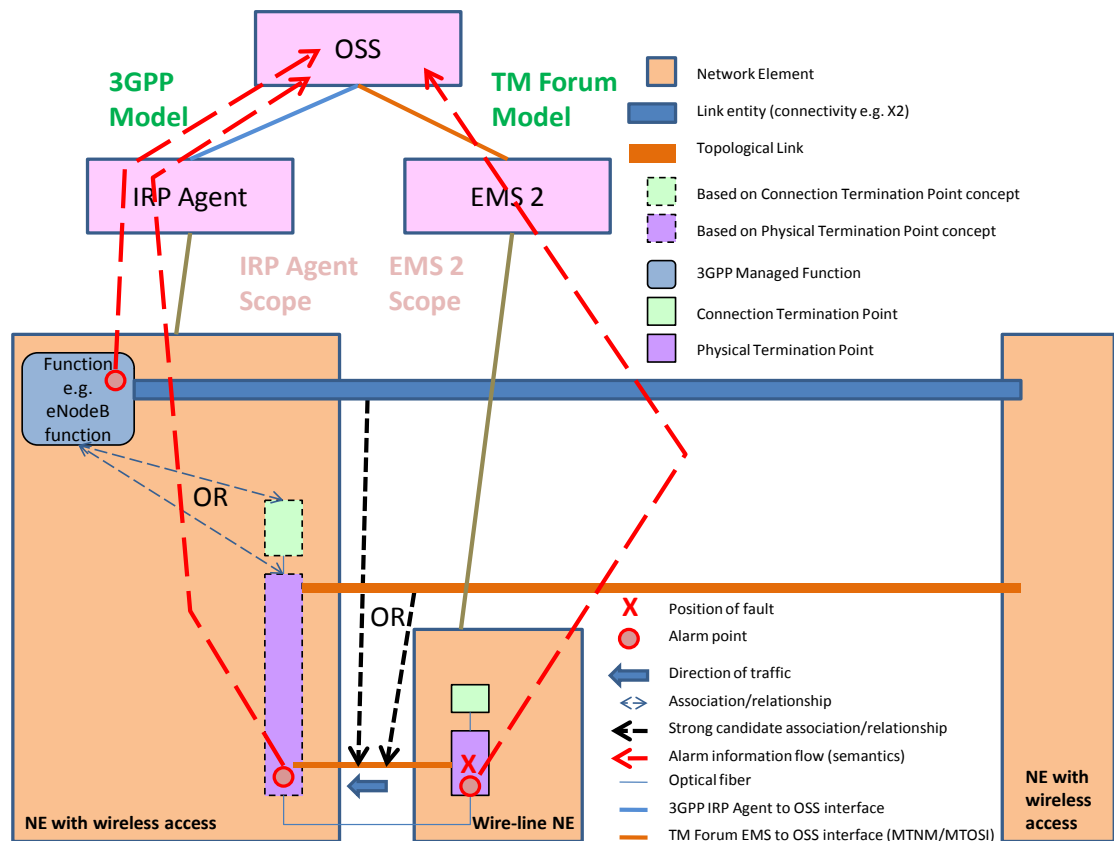 OSS
3GPP
Model
TM Forum
Model
IRP Agent
EMS 2
IRP Agent
Scope
EMS 2
Scope
Function
e.g.
eNodeB
function
OR
OR
X
NE with wireless access
Wire-line NE
NE with
wireless
access
Network Element
Link entity (connectivity e.g. X2)
Topological Link
Based on Connection Termination Point concept
Based on Physical Termination Point concept
3GPP Managed Function
Connection Termination Point
Physical Termination Point
X
Position of fault
Alarm point
Direction of traffic
Association/relationship
Strong candidate association/relationship
Alarm information flow (semantics)
Optical fiber
3GPP IRP Agent to OSS interface
TM Forum EMS to OSS interface (MTNM/MTOSI)